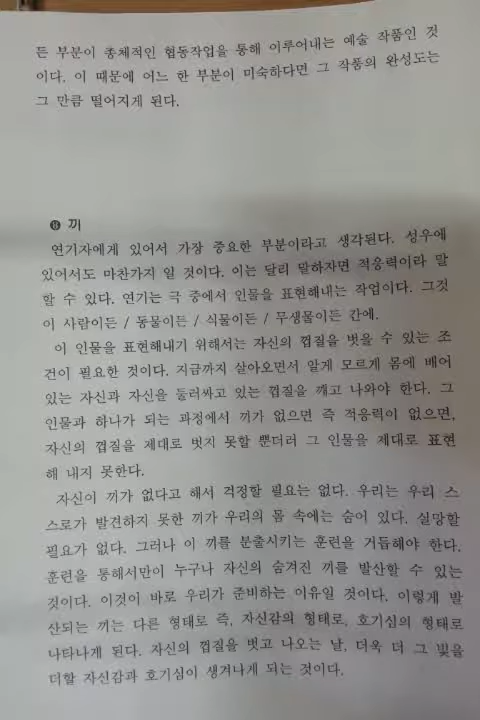 든 부분이 총체적인 협동작업을 통해 이루어내는 예술 작품인 것
이다. 이 때문에 어느 한 부분이 미숙하다면 그 작품의 완성도는
그 만큼 떨어지게 된다.
끼
연기자에게 있어서 가장 중요한 부분이라고 생각된다. 성우에
있어서도 마찬가지 일 것이다. 이는 달리 말하자면 적응력이라 말
할 수 있다. 연기는 극 중에서 인물을 표현해내는 작업이다. 그것
이 사람이든 / 동물이든 / 식물이든 / 무생물이든 간에.
이 인물을 표현해내기 위해서는 자신의 껍질을 벗을 수 있는 조
건이 필요한 것이다. 지금까지 살아오면서 알게 모르게 몸에 배어
있는 자신과 자신을 둘러싸고 있는 껍질을 깨고 나와야 한다. 그
인물과 하나가 되는 과정에서 끼가 없으면 즉 적응력이 없으면,
자신의 껍질을 제대로 벗지 못할 뿐더러 그 인물을 제대로 표현
해 내지 못한다.
자신이 끼가 없다고 해서 걱정할 필요는 없다. 우리는 우리 스
스로가 발견하지 못한 끼가 우리의 몸 속에는 숨이 있다. 실망할
필요가 없다. 그러나 이 끼를 분출시키는 훈련을 거듭해야 한다.
훈련을 통해서만이 누구나 자신의 숨겨진 끼를 발산할 수 있는
것이다. 이것이 바로 우리가 준비하는 이유일 것이다. 이렇게 발
산되는 끼는 다른 형태로 즉, 자신감의 형태로, 호기심의 형태로
나타나게 된다. 자신의 껍질을 벗고 나오는 날, 더욱 더 그 빛을
더할 자신감과 호기심이 생겨나게 되는 것이다.